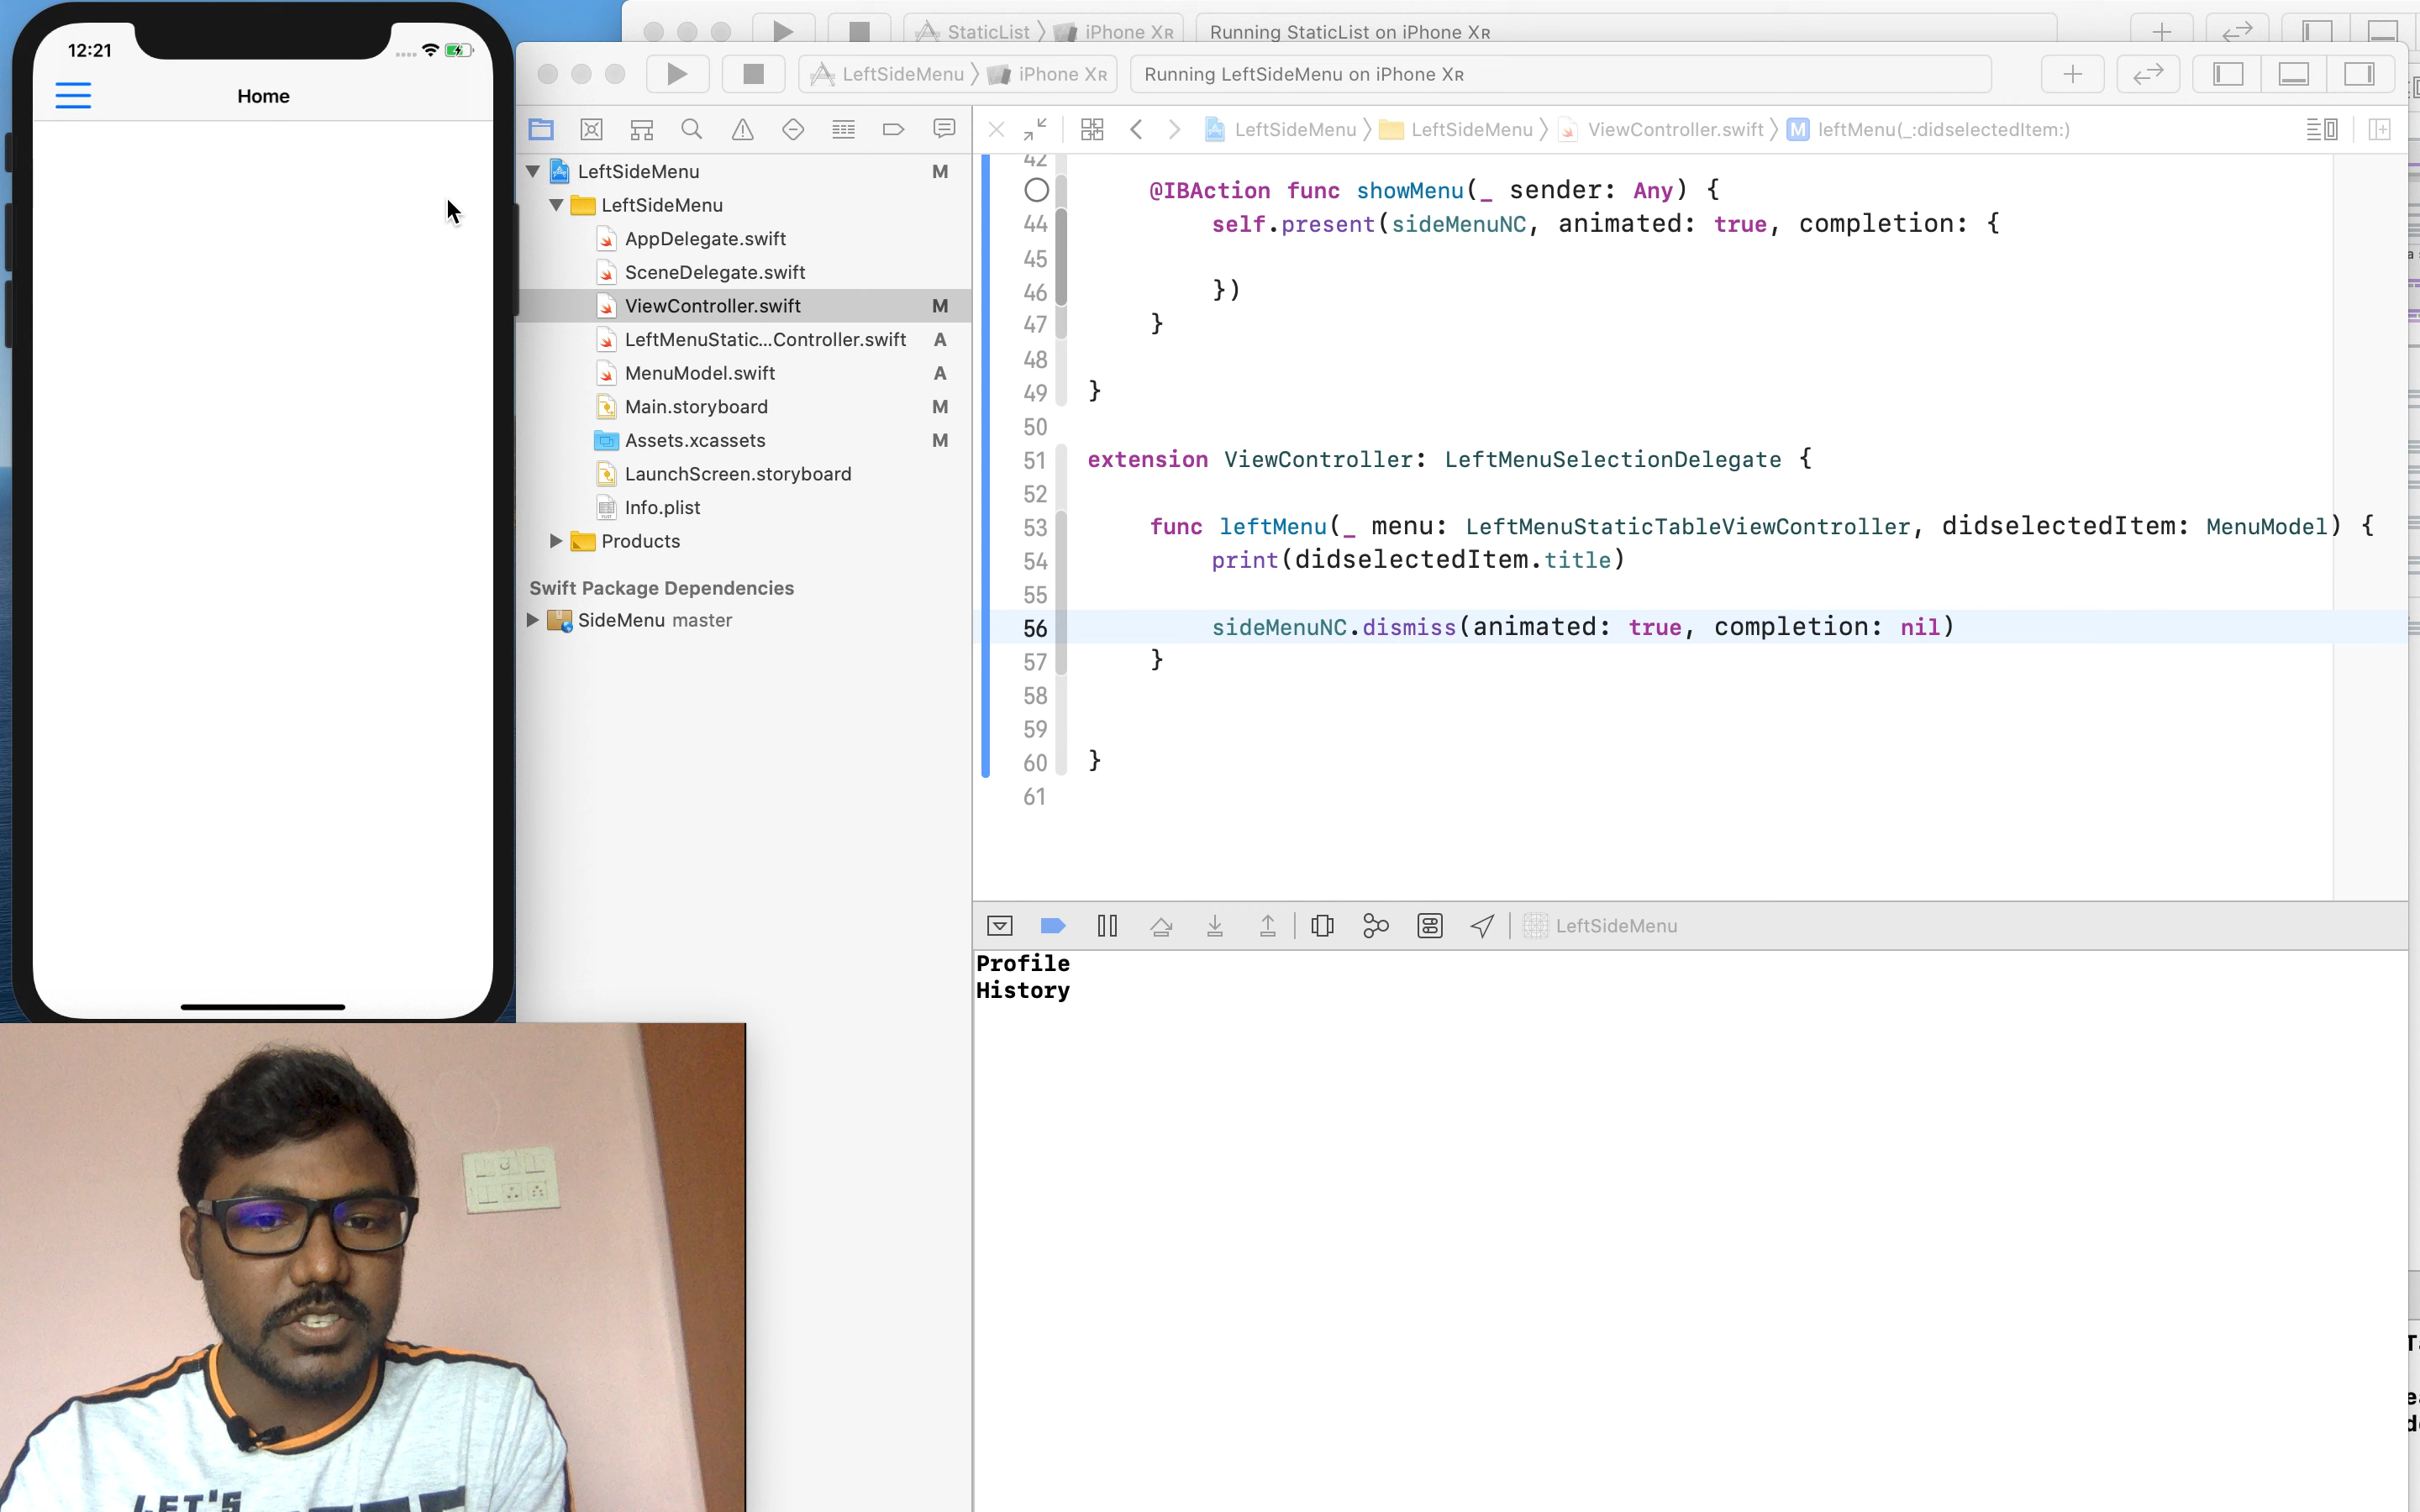 12:21
Home
StaticList 〉 iPhone Xʀ
Running StaticList on iPhone Xʀ
LeftSideMenu 〉 iPhone Xʀ
Running LeftSideMenu on iPhone Xʀ
LeftSideMenu 〉 LeftSideMenu 〉 ViewController.swift 〉 M leftMenu(_:didselectedItem:)
LeftSideMenu M
LeftSideMenu
AppDelegate.swift
SceneDelegate.swift
ViewController.swift M
LeftMenuStatic...Controller.swift A
MenuModel.swift A
Main.storyboard M
Assets.xcassets M
LaunchScreen.storyboard
Info.plist
Products
Swift Package Dependencies
SideMenu master
42
@IBAction func showMenu(_ sender: Any) {
44 self.present(sideMenuNC, animated: true, completion: {
45
46 })
47 }
48
49 }
50
51 extension ViewController: LeftMenuSelectionDelegate {
52
53 func leftMenu(_ menu: LeftMenuStaticTableViewController, didselectedItem: MenuModel) {
54 print(didselectedItem.title)
55
56 sideMenuNC.dismiss(animated: true, completion: nil)
57 }
58
59
60 }
61
LeftSideMenu
Profile
History
LET'S